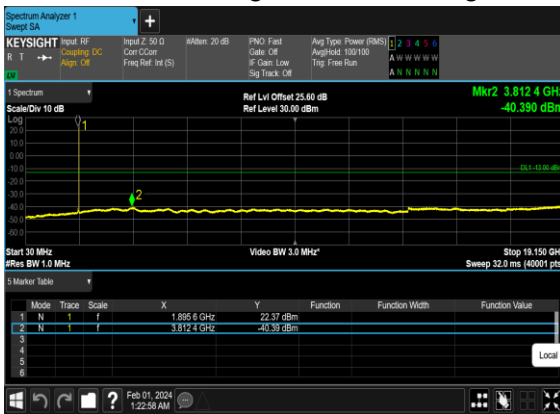 Spectrum Analyzer 1
Swept SA
KEYSIGHT Input: RF Input Z: 50 Ω #Atten: 20 dB PNO: Fast Avg Type: Power (RMS) 1 2 3 4 5 6
R T Coupling: DC Corr CCorr Gate: Off Avg|Hold: 100/100 A W W W W W
Align: Off Freq Ref: Int (S) IF Gain: Low Trig: Free Run
LV Sig Track: Off A N N N N N
1 Spectrum Ref Lvl Offset 25.60 dB Mkr2 3.812 4 GHz
Scale/Div 10 dB Ref Level 30.00 dBm -40.390 dBm
Log
20.0
10.0
0.00
-10.0
DL1 -13.00 dBm
-20.0
-30.0
-40.0
-50.0
-60.0
1
2
Start 30 MHz Video BW 3.0 MHz* Stop 19.150 GH
#Res BW 1.0 MHz Sweep 32.0 ms (40001 pts
5 Marker Table
Mode Trace Scale X Y Function Function Width Function Value
1 N 1 f 1.895 6 GHz 22.37 dBm
2 N 1 f 3.812 4 GHz -40.39 dBm
3
4
5
6
Local
? Feb 01, 2024
1:22:58 AM